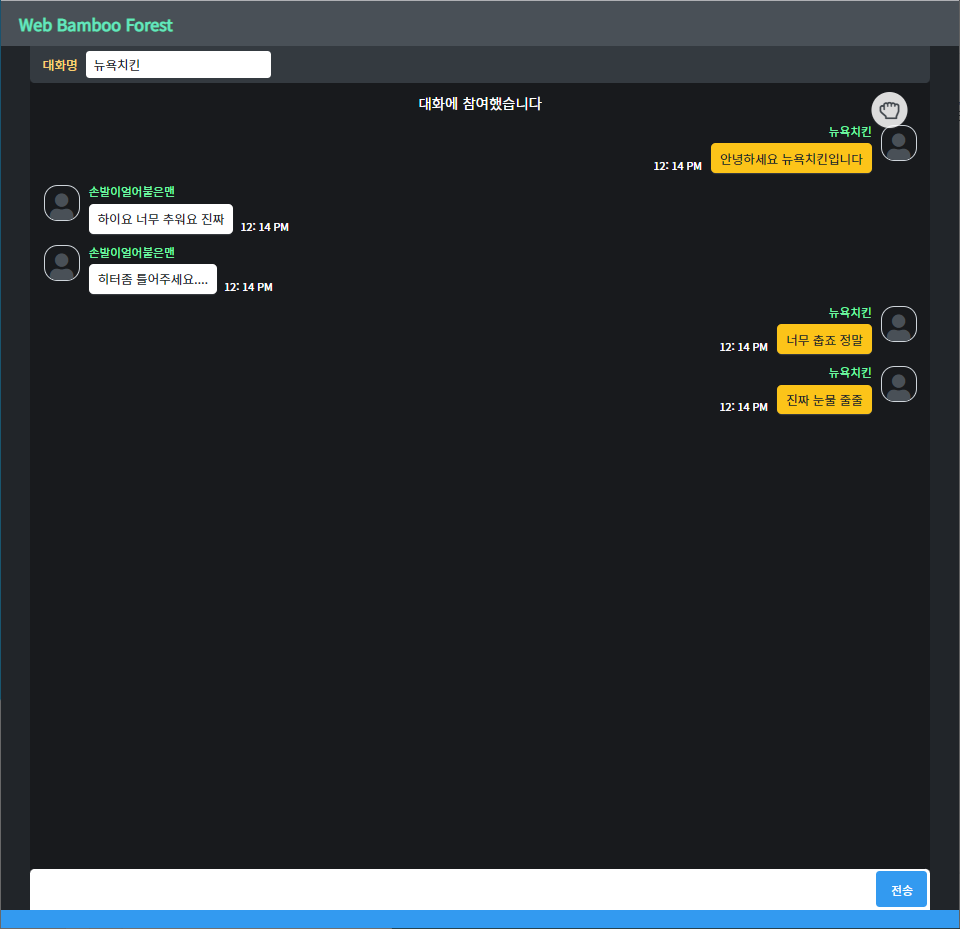 Web Bamboo Forest
대화명 뉴욕치킨
대화에 참여했습니다
뉴욕치킨
12: 14 PM 안녕하세요 뉴욕치킨입니다
손발이얼어붙은맨
하이요 너무 추워요 진짜 12: 14 PM
손발이얼어붙은맨
히터좀 틀어주세요.... 12: 14 PM
뉴욕치킨
12: 14 PM 너무 춥죠 정말
뉴욕치킨
12: 14 PM 진짜 눈물 줄줄
전송